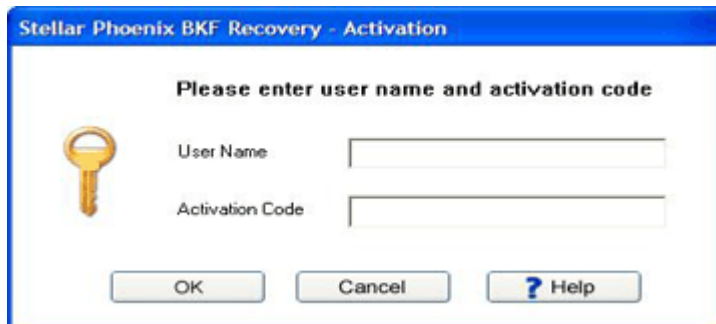 Stellar Phoenix BKF Recovery - Activation
Please enter user name and activation code
User Name
Activation Code
OK
Cancel
? Help